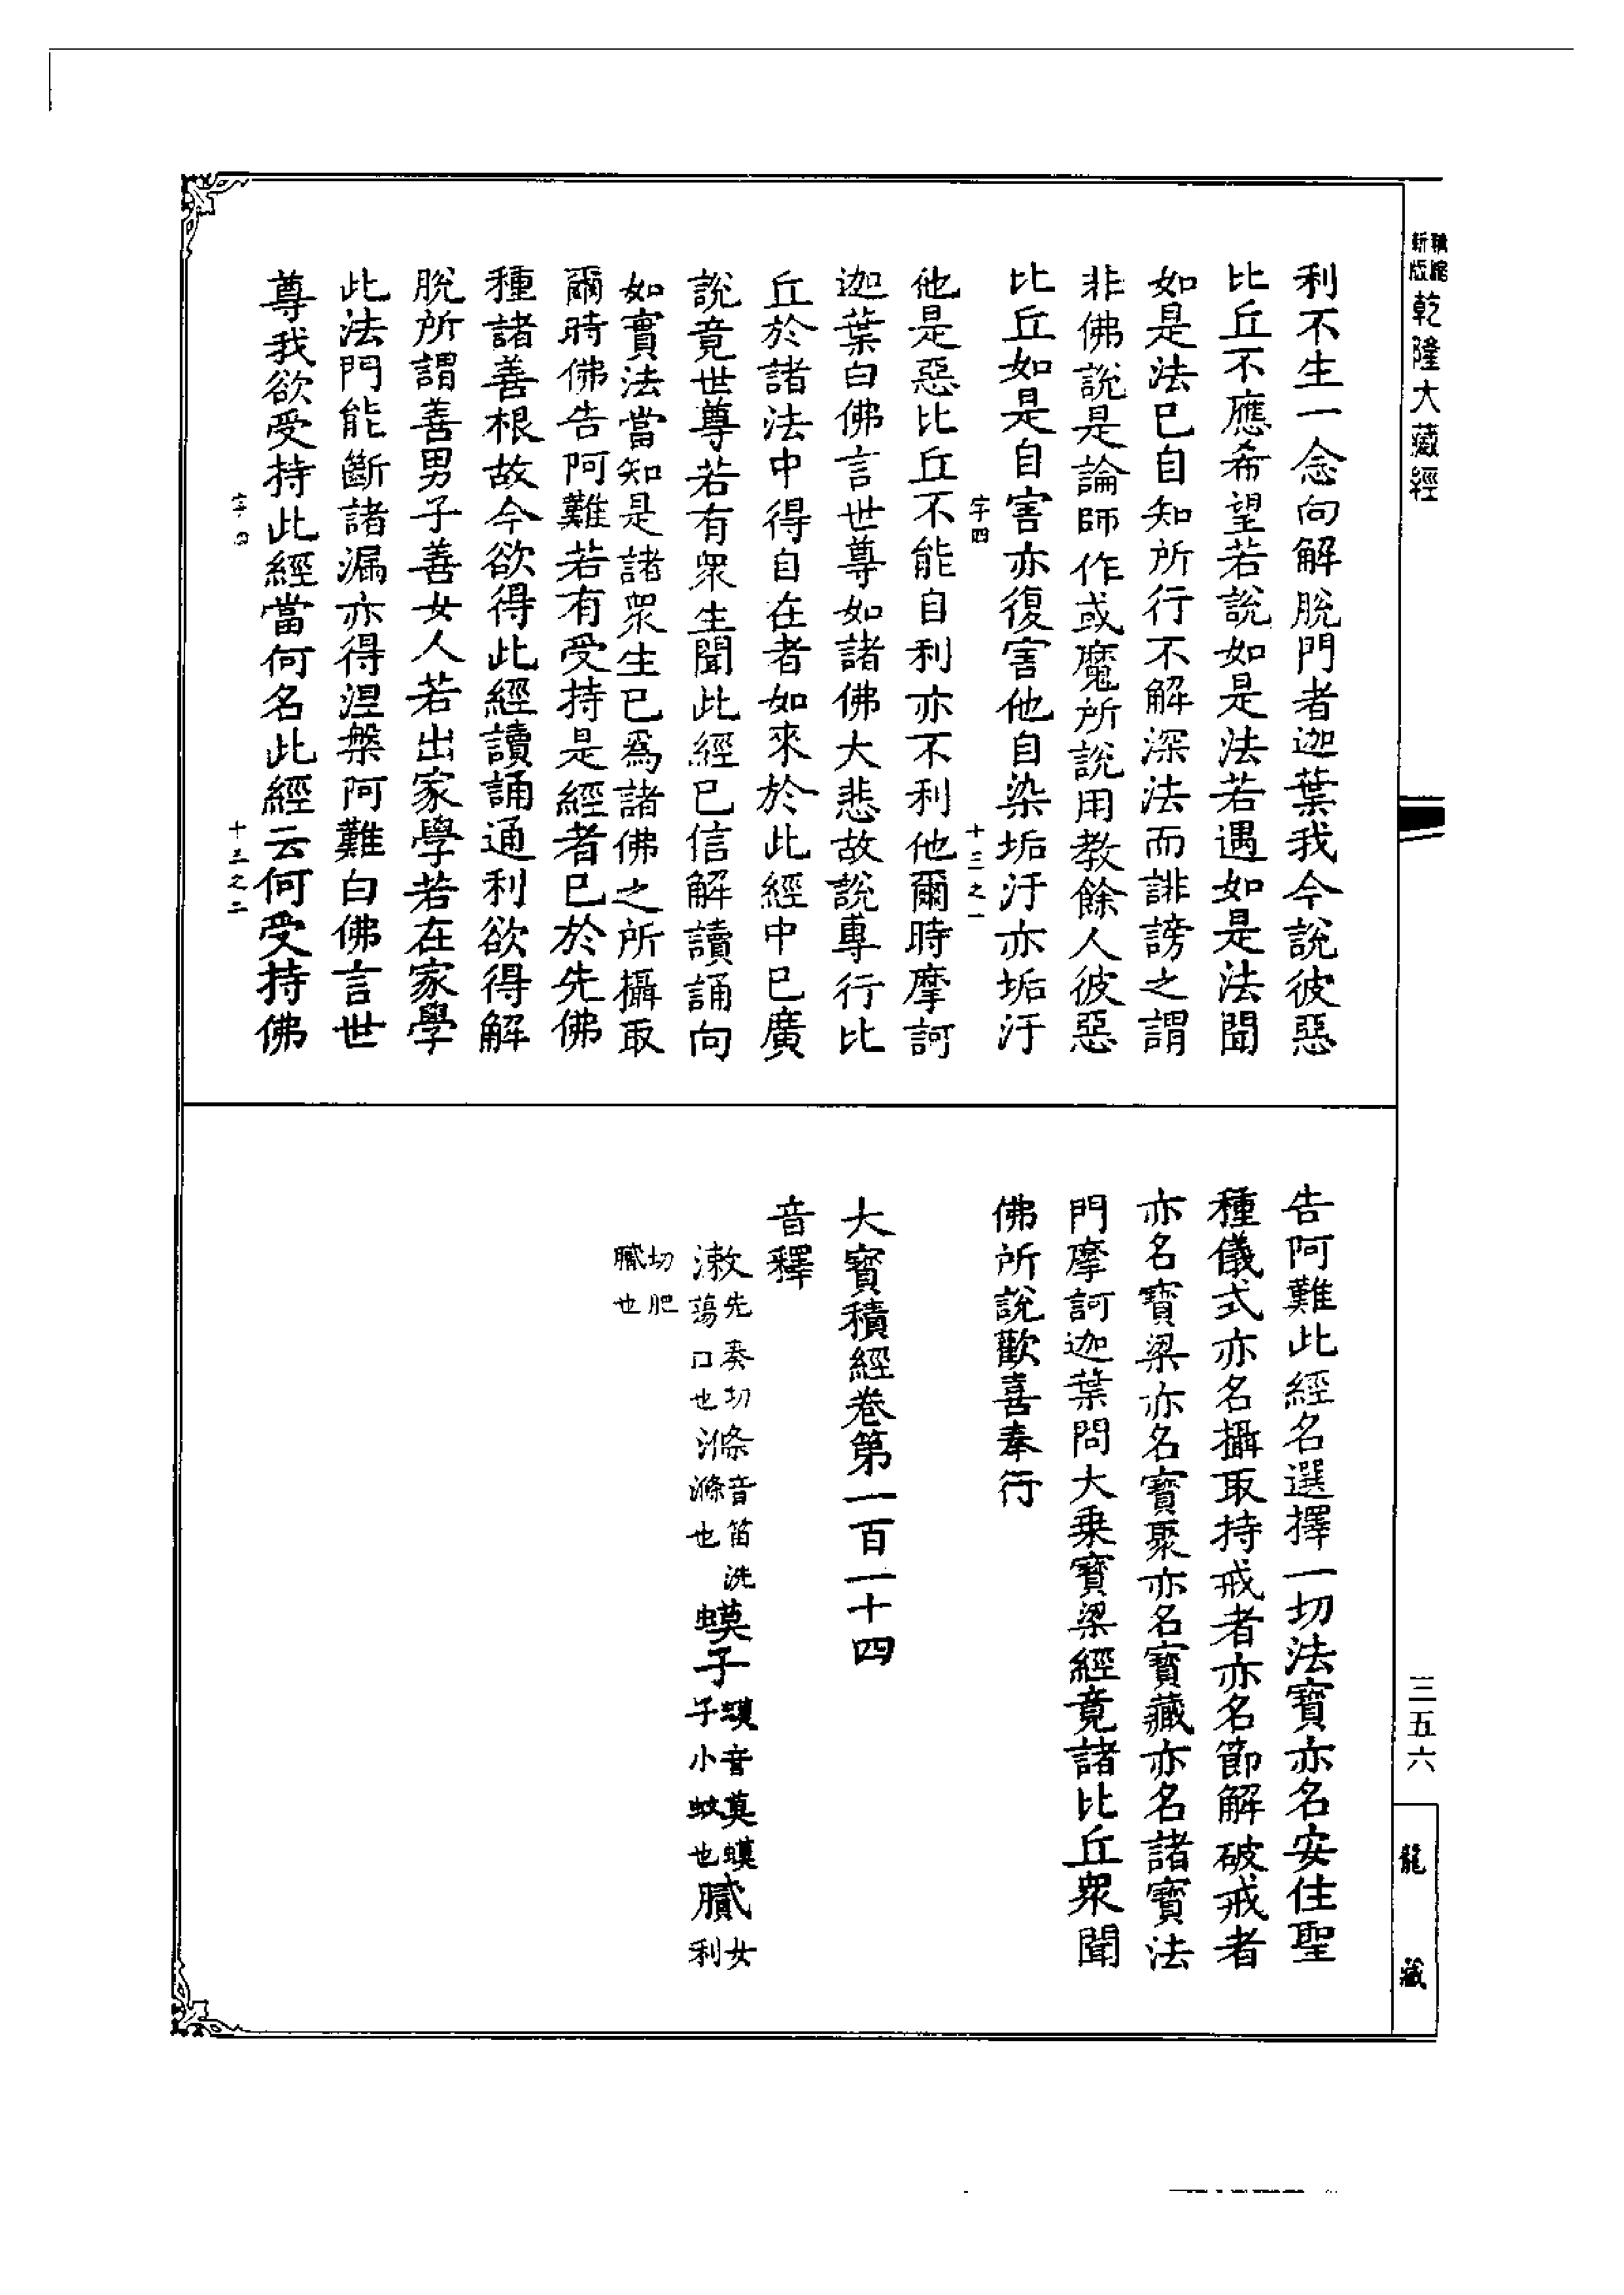 新版
乾隆大藏經
利不生一念向解脫門者迦葉我今說彼惡
比丘不應希望若說如是法若遇如是法聞
如是法已自知所行不解深法而誹謗之謂
非佛說是論師作或魔所說用教餘人彼惡
比丘如是自害亦復害他自染垢汙亦垢汙
字四
十三之一
他是惡比丘不能自利亦不利他爾時摩訶
迦葉白佛言世尊如諸佛大悲故說專行比
丘於諸法中得自在者如來於此經中已廣
說竟世尊若有衆生聞此經已信解讀誦向
如實法當知是諸衆生已爲諸佛之所攝取
爾時佛告阿難若有受持是經者已於先佛
種諸善根故今欲得此經讀誦通利欲得解
脫所謂善男子善女人若出家學若在家學
此法門能斷諸漏亦得涅槃阿難白佛言世
尊我欲受持此經當何名此經云何受持佛
字四
十三之二
告阿難此經名選擇一切法寶亦名安住聖
種儀式亦名攝取持戒者亦名節解破戒者
亦名寶梁亦名寶聚亦名寶藏亦名諸寶法
門摩訶迦葉問大乗寶梁經竟諸比丘衆聞
佛所說歡喜奉行
大寶積經卷第一百一十四
音釋
漱先奏切蕩口也滌音笛洗滌也蟆子蟆音莫蟆子小蚊也膩女利
切肥膩也
三五六
龍藏